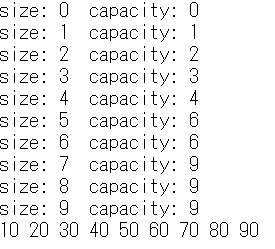 size: 0  capacity: 0
size: 1  capacity: 1
size: 2  capacity: 2
size: 3  capacity: 3
size: 4  capacity: 4
size: 5  capacity: 6
size: 6  capacity: 6
size: 7  capacity: 9
size: 8  capacity: 9
size: 9  capacity: 9
10 20 30 40 50 60 70 80 90